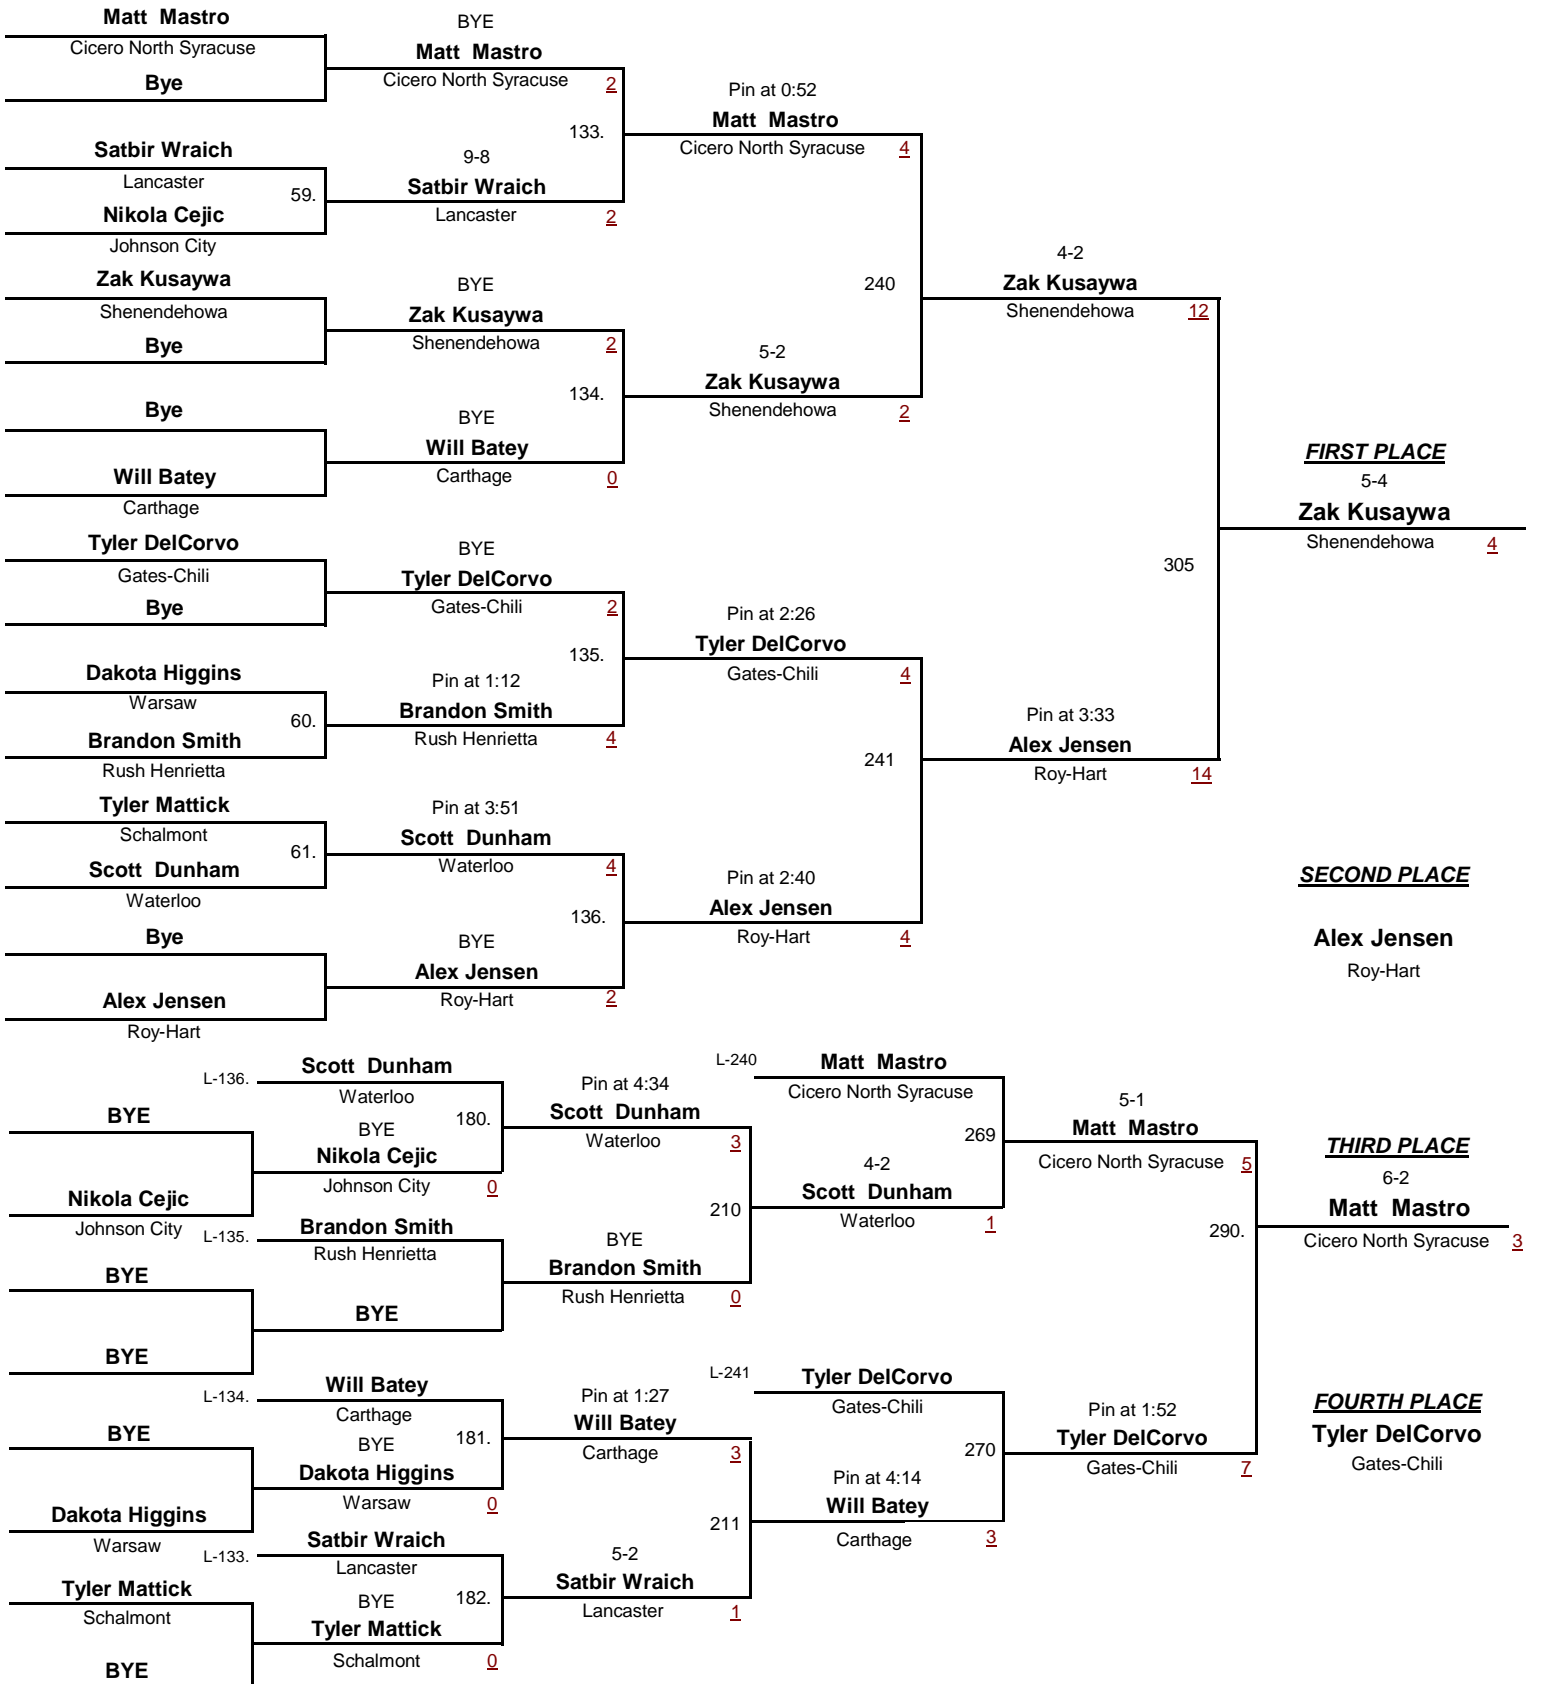 Matt Mastro
Cicero North Syracuse
Bye
Satbir Wraich
Lancaster
59.
Nikola Cejic
Johnson City
Zak Kusaywa
Shenendehowa
Bye
Bye
Will Batey
Carthage
Tyler DelCorvo
Gates-Chili
Bye
Dakota Higgins
Warsaw
60.
Brandon Smith
Rush Henrietta
Tyler Mattick
Schalmont
61.
Scott Dunham
Waterloo
Bye
Alex Jensen
Roy-Hart
BYE
Matt Mastro
Cicero North Syracuse 2
133.
9-8
Satbir Wraich
Lancaster 2
BYE
Zak Kusaywa
Shenendehowa 2
134.
BYE
Will Batey
Carthage 0
BYE
Tyler DelCorvo
Gates-Chili 2
135.
Pin at 1:12
Brandon Smith
Rush Henrietta 4
Pin at 3:51
Scott Dunham
Waterloo 4
136.
BYE
Alex Jensen
Roy-Hart 2
Pin at 0:52
Matt Mastro
Cicero North Syracuse 4
240
5-2
Zak Kusaywa
Shenendehowa 2
Pin at 2:26
Tyler DelCorvo
Gates-Chili 4
241
Pin at 2:40
Alex Jensen
Roy-Hart 4
4-2
Zak Kusaywa
Shenendehowa 12
305
Pin at 3:33
Alex Jensen
Roy-Hart 14
FIRST PLACE
5-4
Zak Kusaywa
Shenendehowa 4
SECOND PLACE
Alex Jensen
Roy-Hart
BYE
Nikola Cejic
Johnson City
BYE
BYE
BYE
Dakota Higgins
Warsaw
Tyler Mattick
Schalmont
BYE
L-136. Scott Dunham
Waterloo
180.
BYE
Nikola Cejic
Johnson City 0
L-135. Brandon Smith
Rush Henrietta
BYE
L-134. Will Batey
Carthage
181.
BYE
Dakota Higgins
Warsaw 0
L-133. Satbir Wraich
Lancaster
182.
BYE
Tyler Mattick
Schalmont 0
Pin at 4:34
Scott Dunham
Waterloo 3
210
BYE
Brandon Smith
Rush Henrietta 0
Pin at 1:27
Will Batey
Carthage 3
211
5-2
Satbir Wraich
Lancaster 1
L-240 Matt Mastro
Cicero North Syracuse
269
4-2
Scott Dunham
Waterloo 1
L-241 Tyler DelCorvo
Gates-Chili
270
Pin at 4:14
Will Batey
Carthage 3
5-1
Matt Mastro
Cicero North Syracuse 5
290.
Pin at 1:52
Tyler DelCorvo
Gates-Chili 7
THIRD PLACE
6-2
Matt Mastro
Cicero North Syracuse 3
FOURTH PLACE
Tyler DelCorvo
Gates-Chili